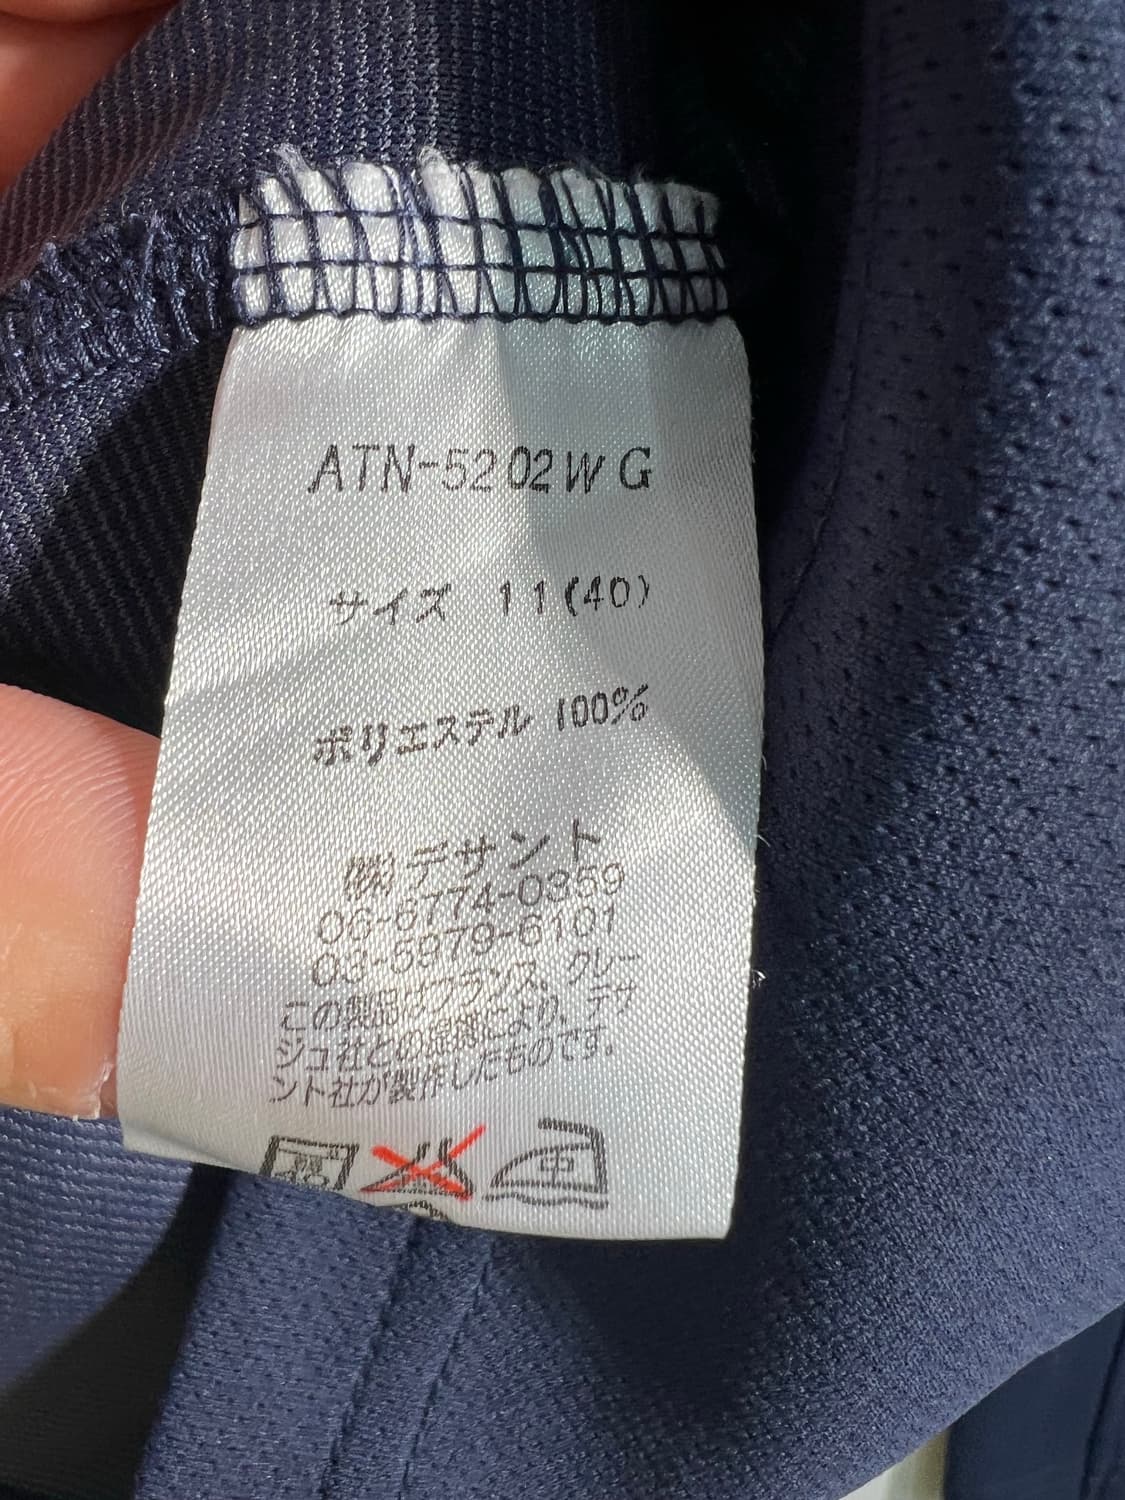 ATN-5202WG
サイズ 11(40)
ポリエステル 100%
㈱デサント
06-6774-0359
03-5979-6101
この製品はフランス、クレー
ジュ社との提携により、デサ
ント社が製作したものです。
中